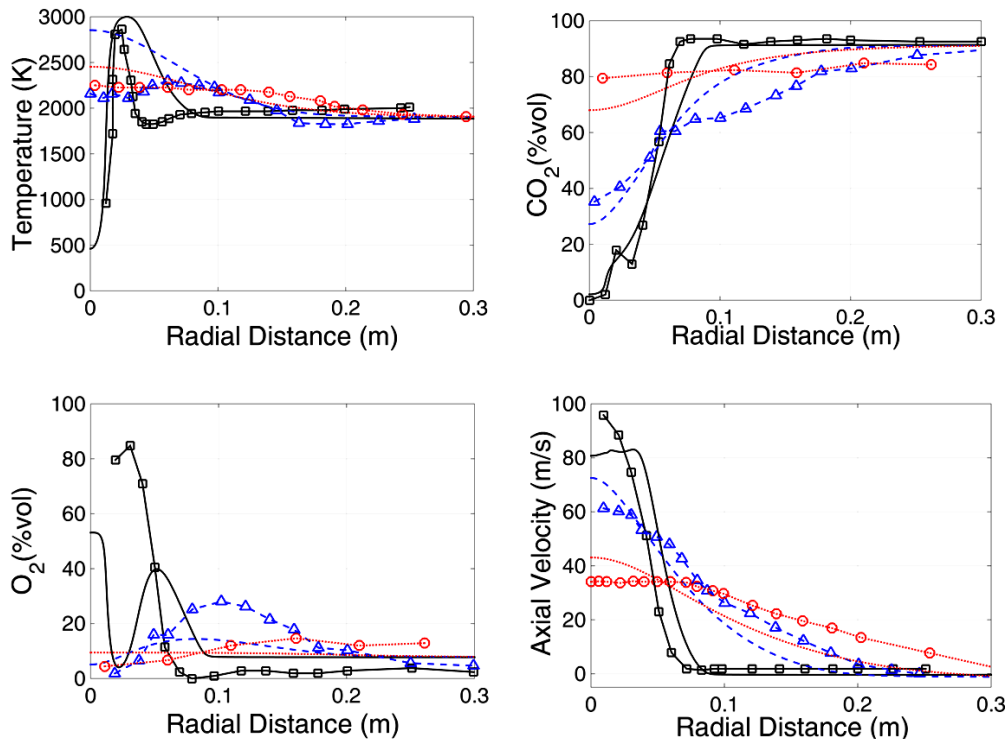 3000
2500
2000
1500
1000
500
0
Temperature (K)
0 0.1 0.2 0.3
Radial Distance (m)
100
80
60
40
20
0
CO2(%vol)
0 0.1 0.2 0.3
Radial Distance (m)
100
80
60
40
20
0
O2(%vol)
0 0.1 0.2 0.3
Radial Distance (m)
100
80
60
40
20
0
Axial Velocity (m/s)
0 0.1 0.2 0.3
Radial Distance (m)